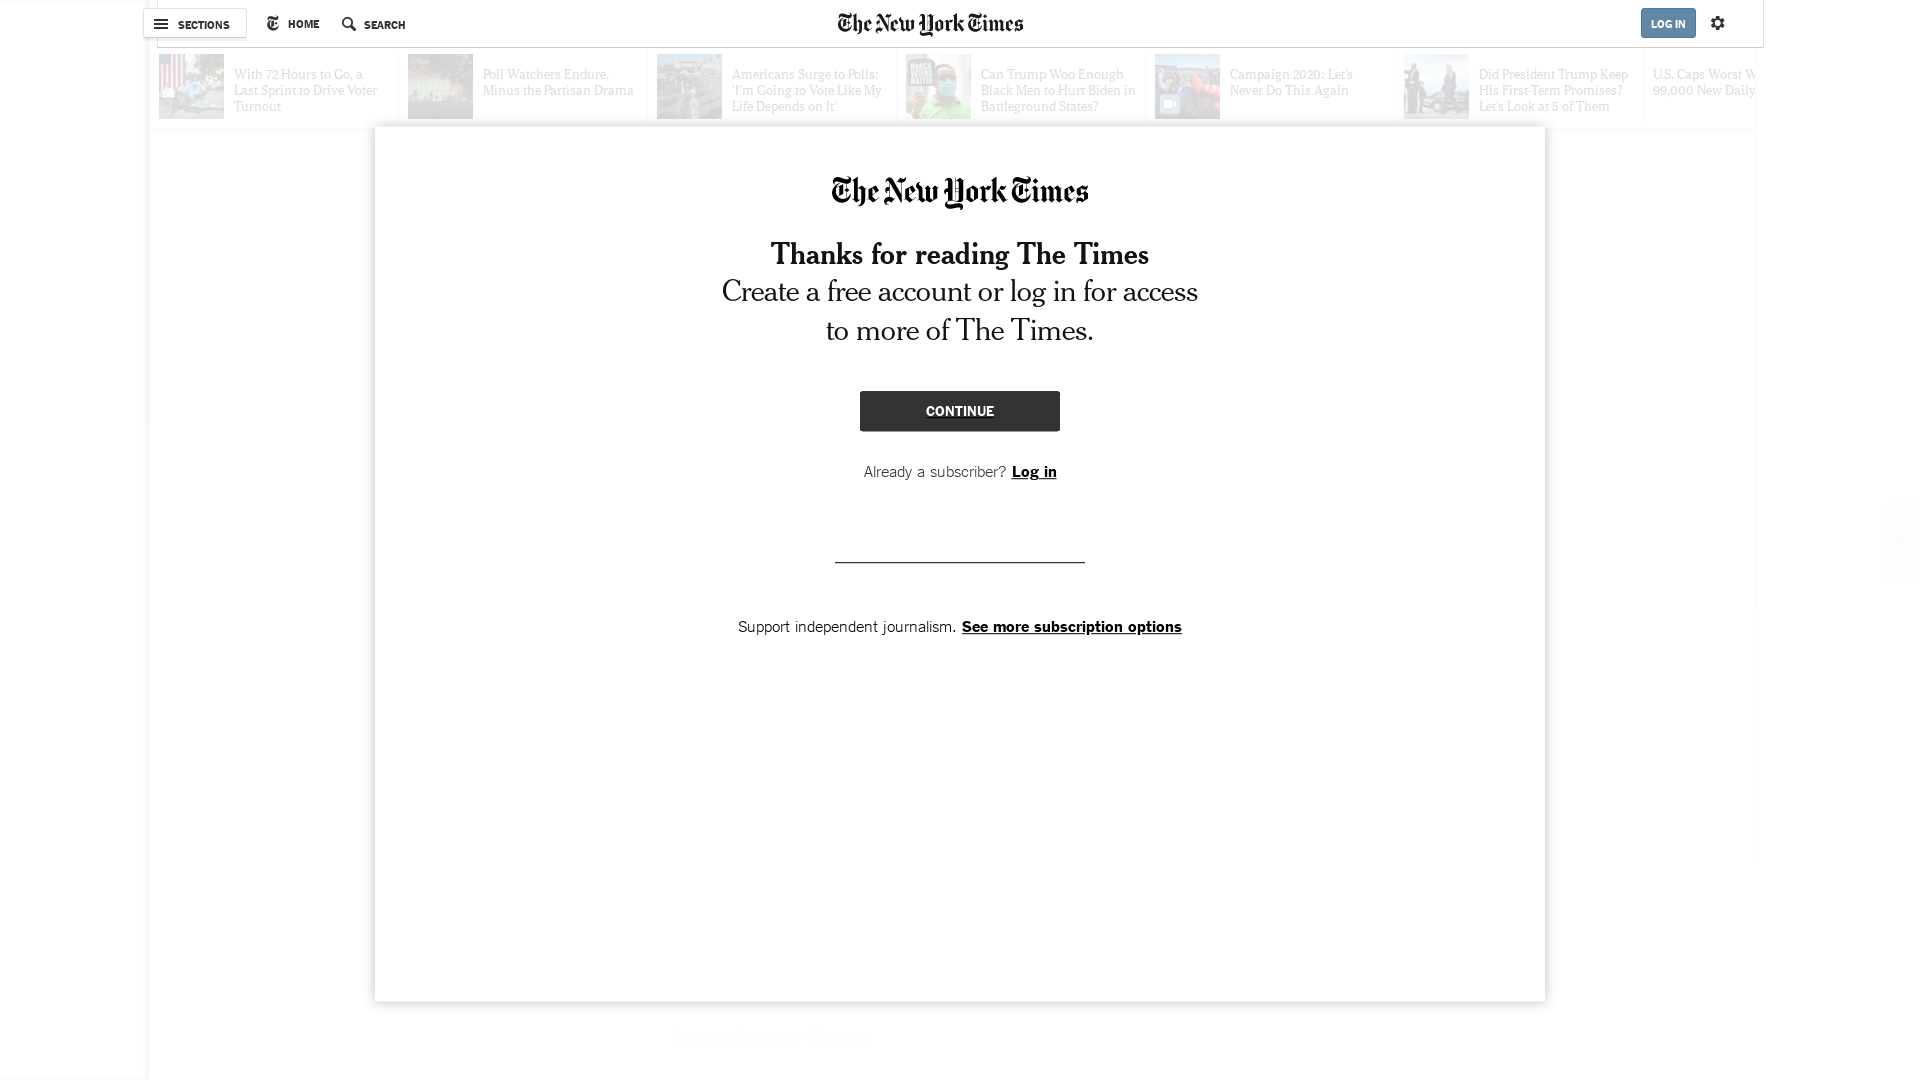 SECTIONS
HOME
SEARCH
The New York Times
LOG IN
With 72 Hours to Go, a
Last Sprint to Drive Voter
Turnout
Poll Watchers Endure,
Minus the Partisan Drama
Americans Surge to Polls:
‘I’m Going to Vote Like My
Life Depends on It’
Can Trump Woo Enough
Black Men to Hurt Biden in
Battleground States?
Campaign 2020: Let’s
Never Do This Again
Did President Trump Keep
His First-Term Promises?
Let’s Look at 5 of Them
U.S. Caps Worst
99,000 New Daily
The New York Times
Thanks for reading The Times
Create a free account or log in for access
to more of The Times.
CONTINUE
Already a subscriber? Log in
Support independent journalism. See more subscription options